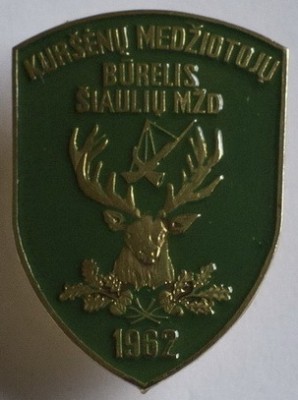 KURŠĖNŲ MEDŽIOTOJŲ
BŪRELIS
ŠIAULIŲ MŽD
1962